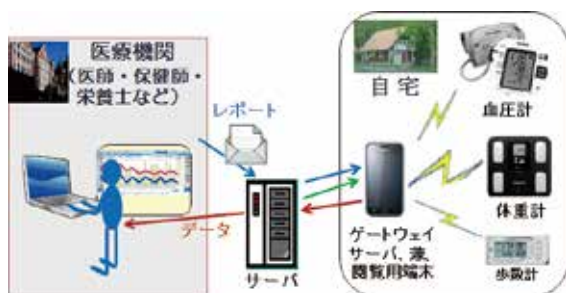 医療機関
(医師・保健師・
栄養士など)
レポート
データ
サーバ
自宅
ゲートウェイ
サーバ、兼、
閲覧用端末
血圧計
体重計
歩数計